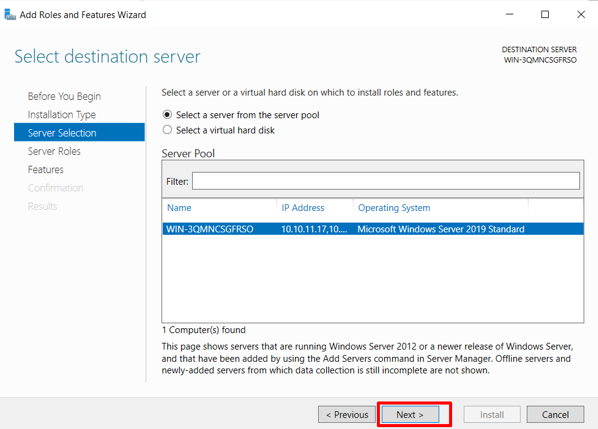 Add Roles and Features Wizard
Select destination server
DESTINATION SERVER
WIN-3QMNCSGFRSO
Before You Begin
Installation Type
Server Selection
Server Roles
Features
Confirmation
Results
Select a server or a virtual hard disk on which to install roles and features.
Select a server from the server pool
Select a virtual hard disk
Server Pool
Filter:
Name IP Address Operating System
WIN-3QMNCSGFRSO 10.10.11.17,10.... Microsoft Windows Server 2019 Standard
1 Computer(s) found
This page shows servers that are running Windows Server 2012 or a newer release of Windows Server,
and that have been added by using the Add Servers command in Server Manager. Offline servers and
newly-added servers from which data collection is still incomplete are not shown.
< Previous Next > Install Cancel